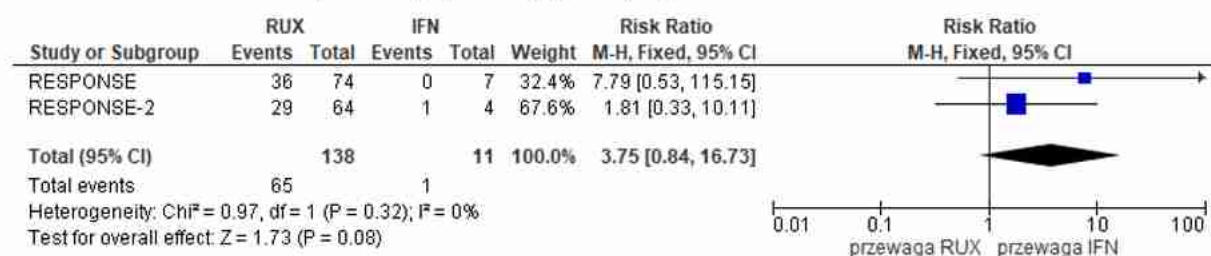 RUX IFN Risk Ratio Risk Ratio
Study or Subgroup Events Total Events Total Weight M-H, Fixed, 95% CI M-H, Fixed, 95% CI
RESPONSE 36 74 0 7 32.4% 7.79 [0.53, 115.15]
RESPONSE-2 29 64 1 4 67.6% 1.81 [0.33, 10.11]
Total (95% CI) 138 11 100.0% 3.75 [0.84, 16.73]
Total events 65 1
Heterogeneity: Chi² = 0.97, df = 1 (P = 0.32); I² = 0%
Test for overall effect: Z = 1.73 (P = 0.08)
0.01 0.1 1 10 100
przewaga RUX przewaga IFN